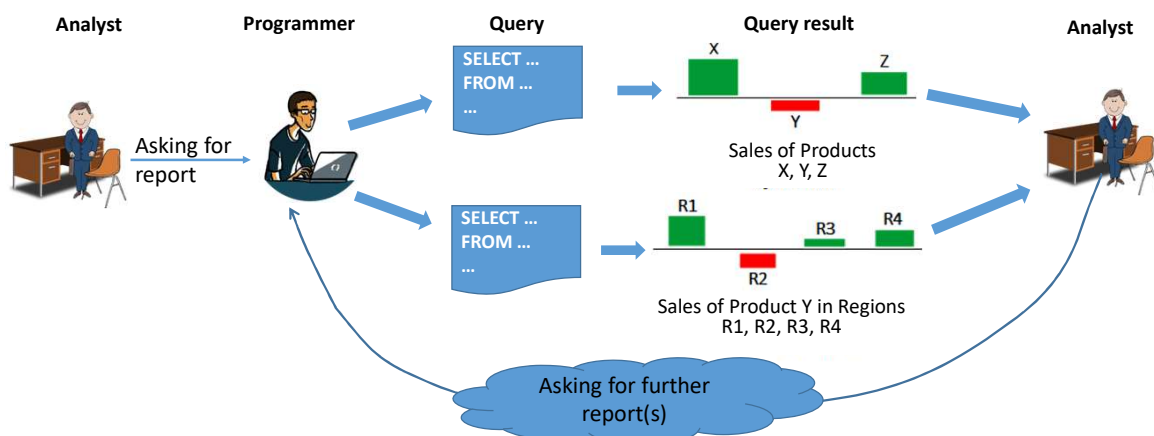 Analyst
Programmer
Query
Query result
Analyst
Asking for
report
SELECT ...
FROM ...
...
X
Y
Z
Sales of Products
X, Y, Z
SELECT ...
FROM ...
...
R1
R2
R3
R4
Sales of Product Y in Regions
R1, R2, R3, R4
Asking for further
report(s)